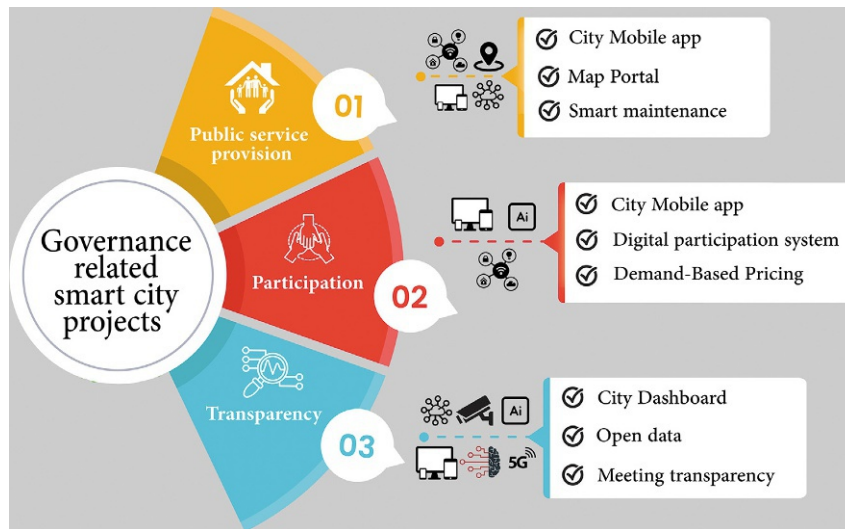 Governance
related
smart city
projects
01
Public service
provision
City Mobile app
Map Portal
Smart maintenance
02
Participation
Ai
City Mobile app
Digital participation system
Demand-Based Pricing
03
Transparency
Ai
5G
City Dashboard
Open data
Meeting transparency